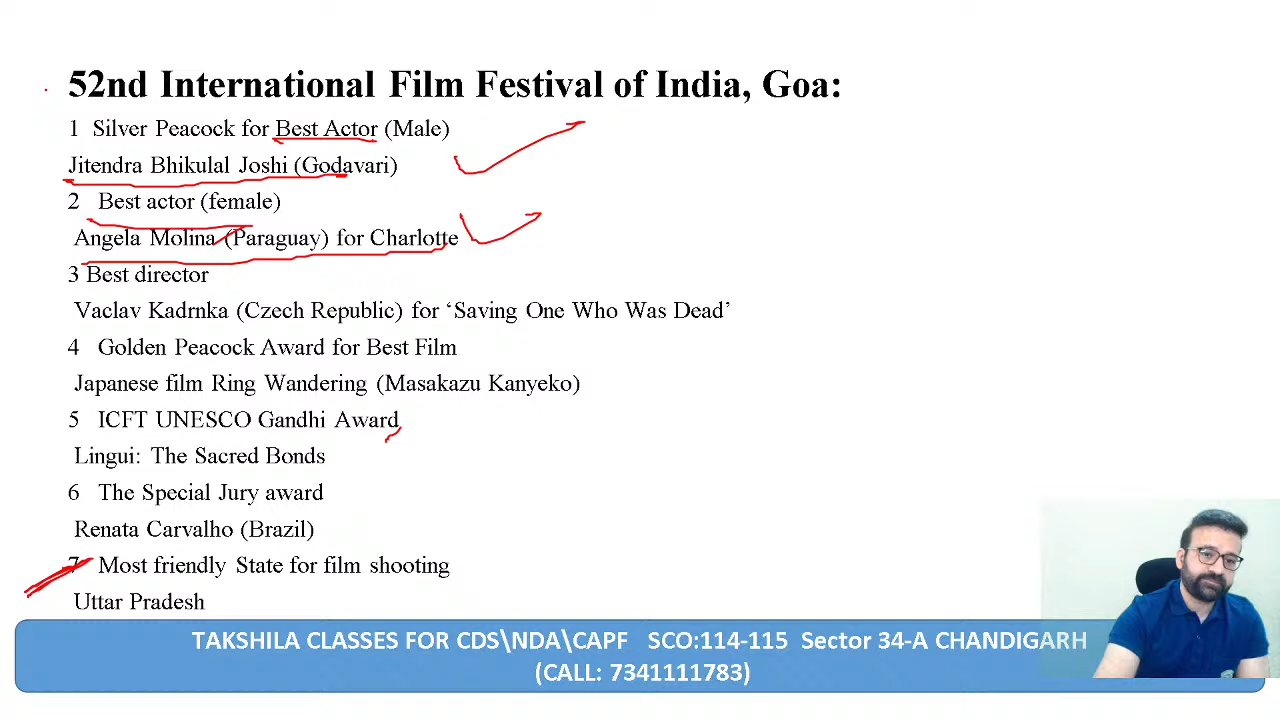 52nd International Film Festival of India, Goa:
1 Silver Peacock for Best Actor (Male)
Jitendra Bhikulal Joshi (Godavari)
2 Best actor (female)
Angela Molina (Paraguay) for Charlotte
3 Best director
Vaclav Kadrnka (Czech Republic) for ‘Saving One Who Was Dead’
4 Golden Peacock Award for Best Film
Japanese film Ring Wandering (Masakazu Kanyeko)
5 ICFT UNESCO Gandhi Award
Lingui: The Sacred Bonds
6 The Special Jury award
Renata Carvalho (Brazil)
7 Most friendly State for film shooting
Uttar Pradesh
TAKSHILA CLASSES FOR CDS\NDA\CAPF SCO:114-115 Sector 34-A CHANDIGARH
(CALL: 7341111783)